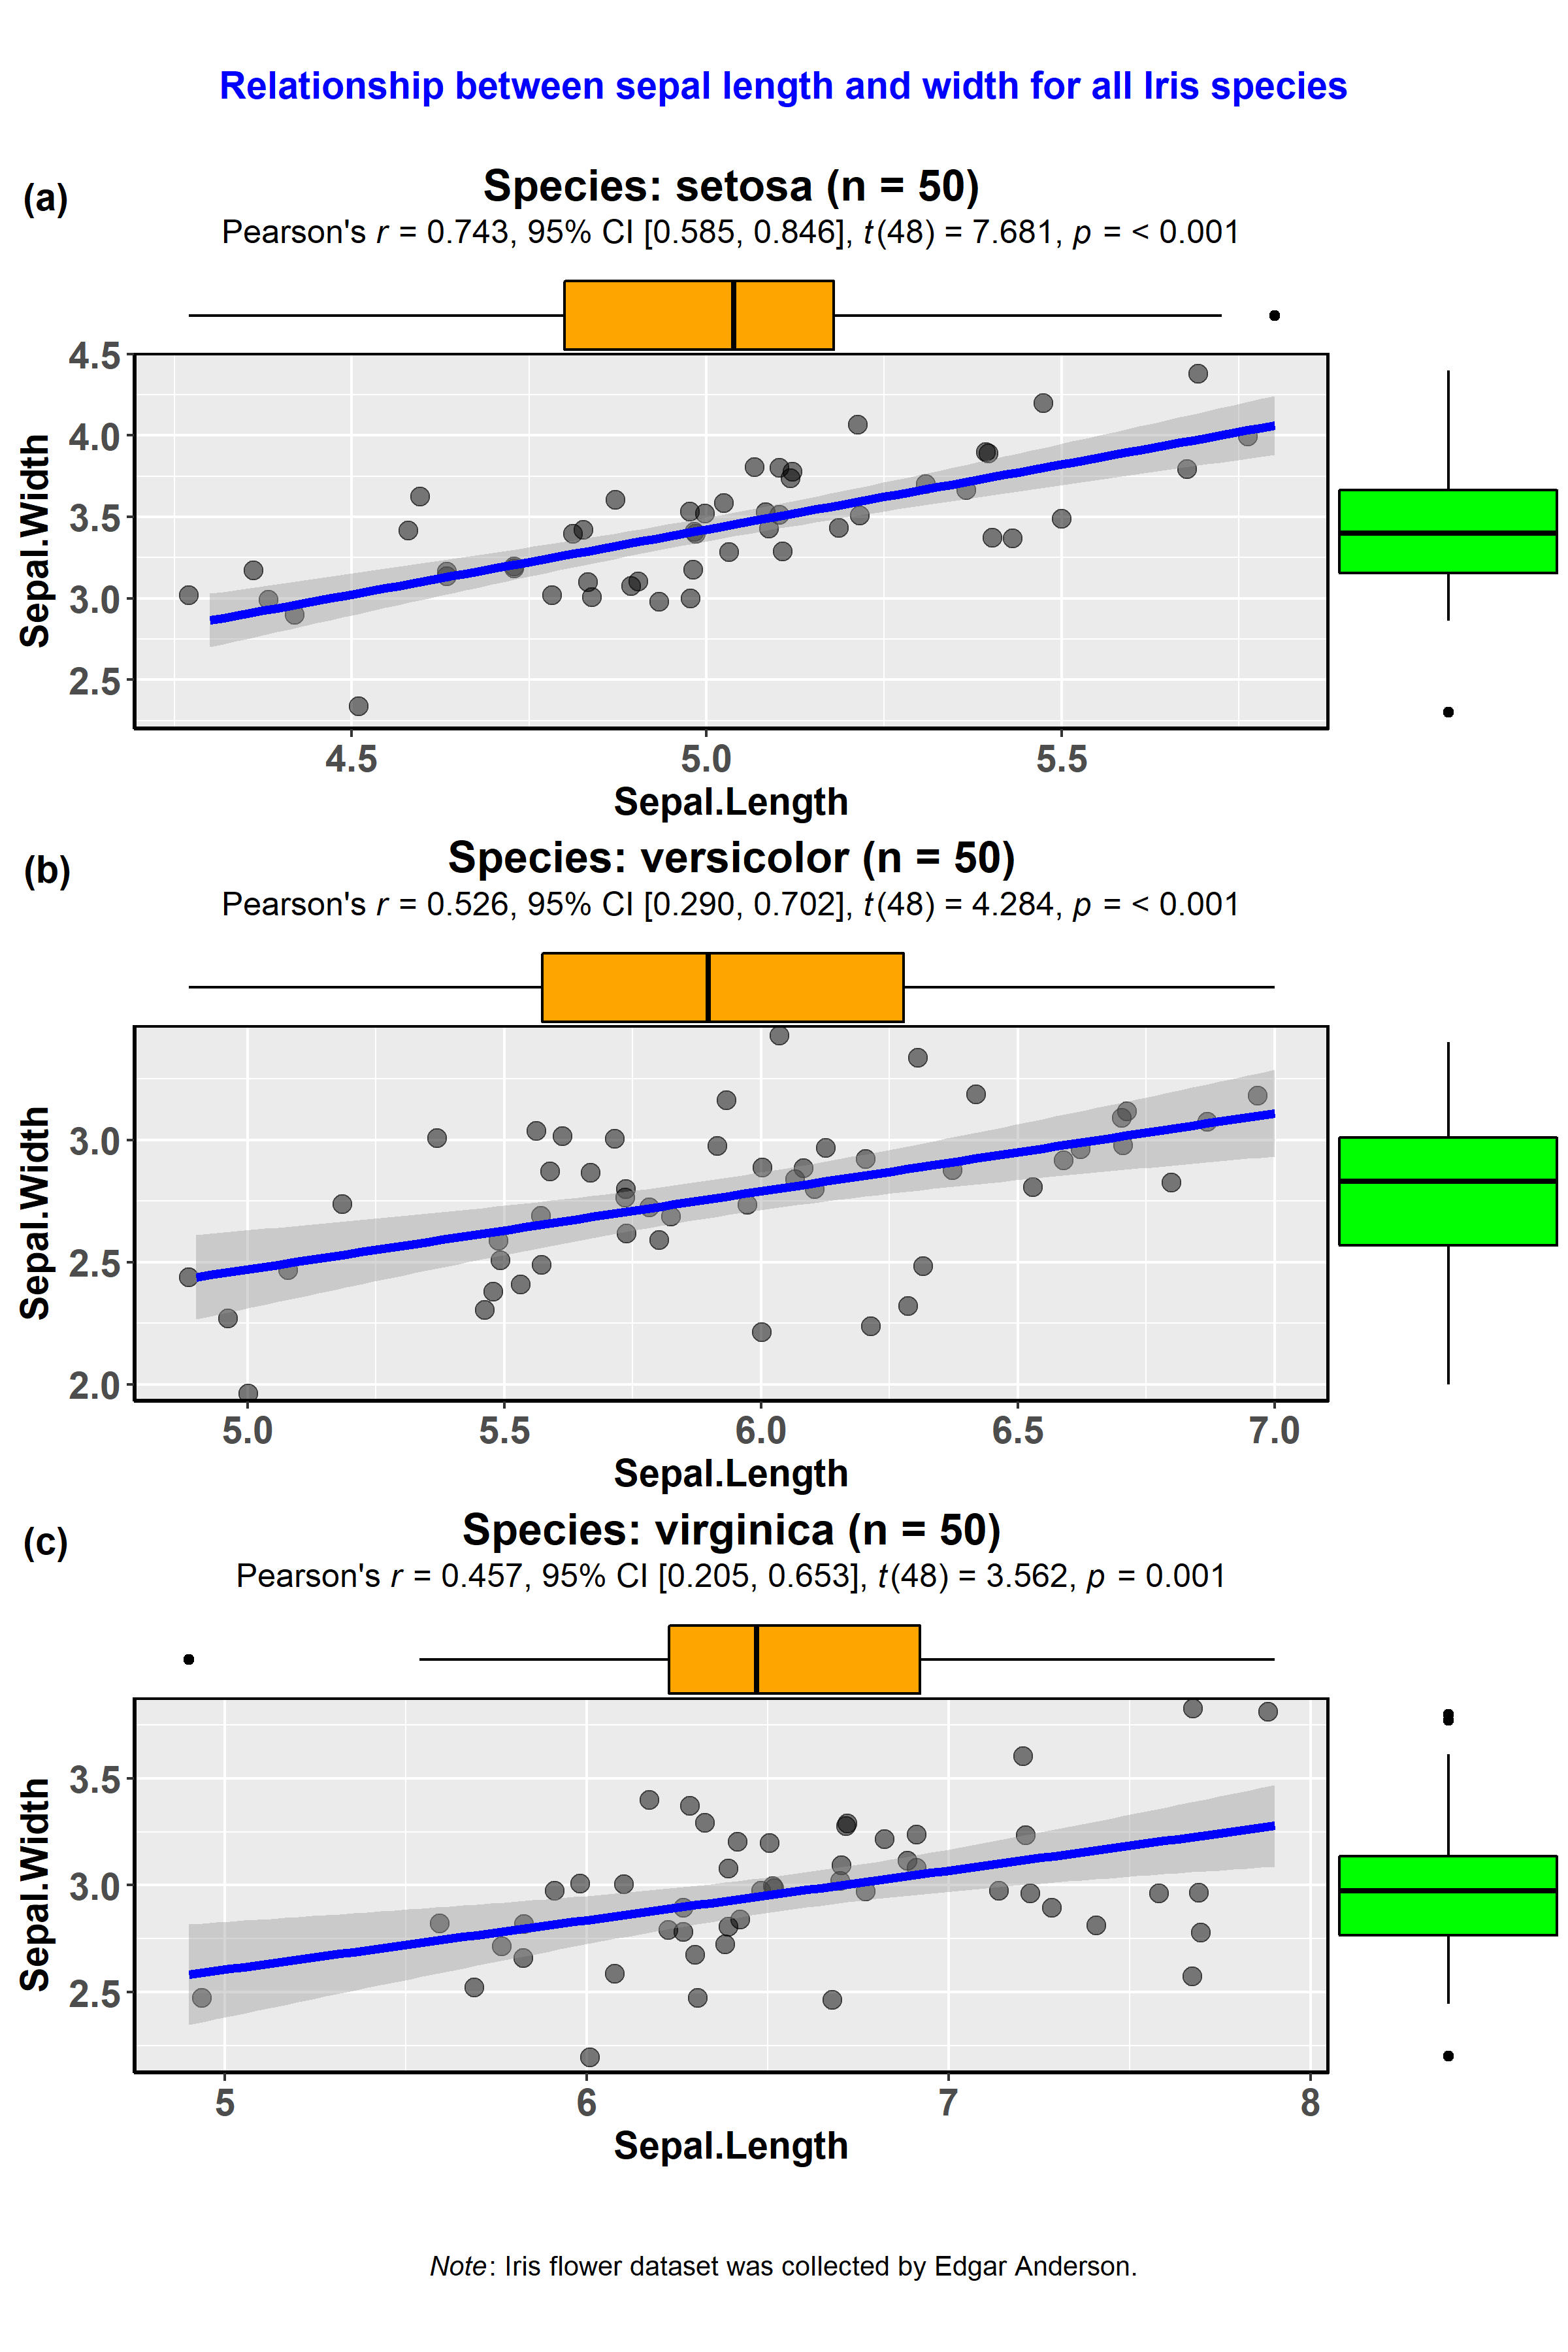 Relationship between sepal length and width for all Iris species
(a)
Species: setosa (n = 50)
Pearson's r = 0.743, 95% CI [0.585, 0.846], t(48) = 7.681, p = < 0.001
4.5
4.0
3.5
3.0
2.5
Sepal.Width
4.5 5.0 5.5
Sepal.Length
(b)
Species: versicolor (n = 50)
Pearson's r = 0.526, 95% CI [0.290, 0.702], t(48) = 4.284, p = < 0.001
3.0
2.5
2.0
Sepal.Width
5.0 5.5 6.0 6.5 7.0
Sepal.Length
(c)
Species: virginica (n = 50)
Pearson's r = 0.457, 95% CI [0.205, 0.653], t(48) = 3.562, p = 0.001
3.5
3.0
2.5
Sepal.Width
5 6 7 8
Sepal.Length
Note: Iris flower dataset was collected by Edgar Anderson.